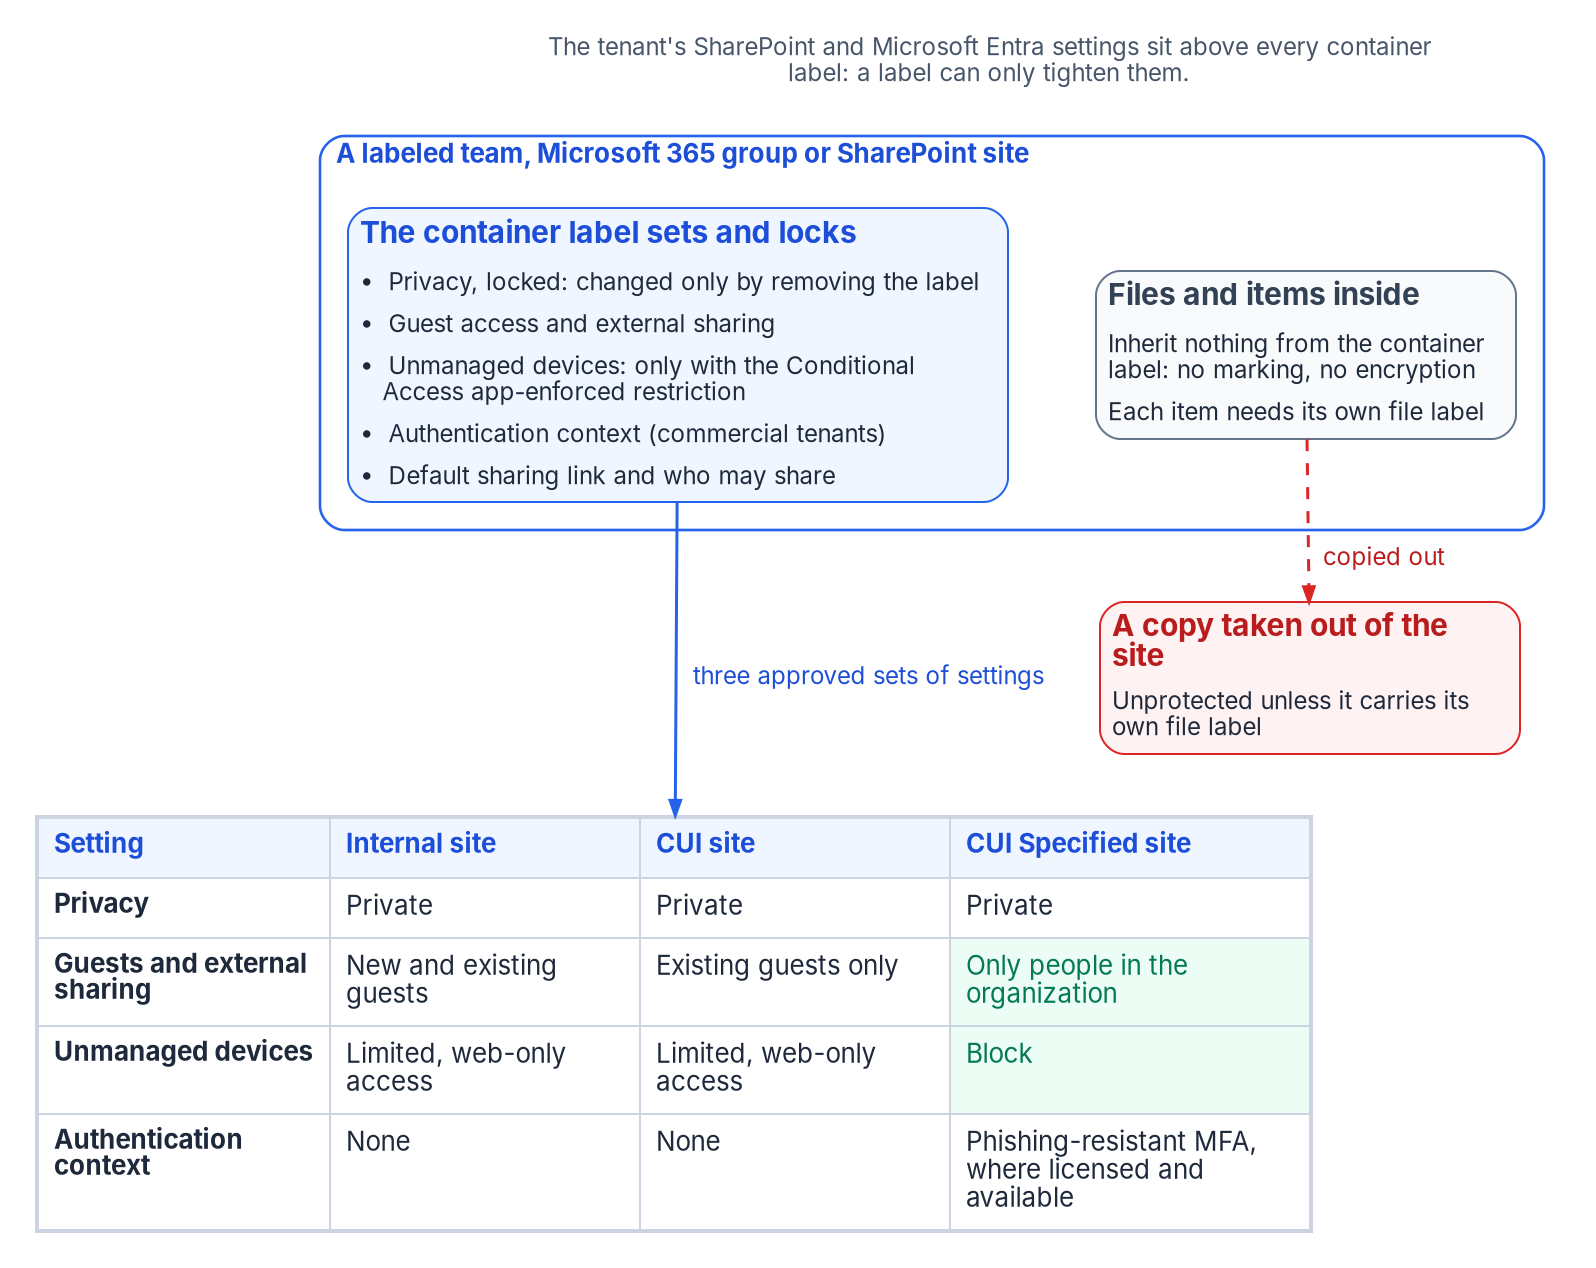 The tenant's SharePoint and Microsoft Entra settings sit above every container
label: a label can only tighten them.
A labeled team, Microsoft 365 group or SharePoint site
The container label sets and locks
• Privacy, locked: changed only by removing the label
• Guest access and external sharing
• Unmanaged devices: only with the Conditional
Access app-enforced restriction
• Authentication context (commercial tenants)
• Default sharing link and who may share
Files and items inside
Inherit nothing from the container
label: no marking, no encryption
Each item needs its own file label
copied out
A copy taken out of the
site
Unprotected unless it carries its
own file label
three approved sets of settings
Setting
Internal site
CUI site
CUI Specified site
Privacy
Private
Private
Private
Guests and external
sharing
New and existing
guests
Existing guests only
Only people in the
organization
Unmanaged devices
Limited, web-only
access
Limited, web-only
access
Block
Authentication
context
None
None
Phishing-resistant MFA,
where licensed and
available